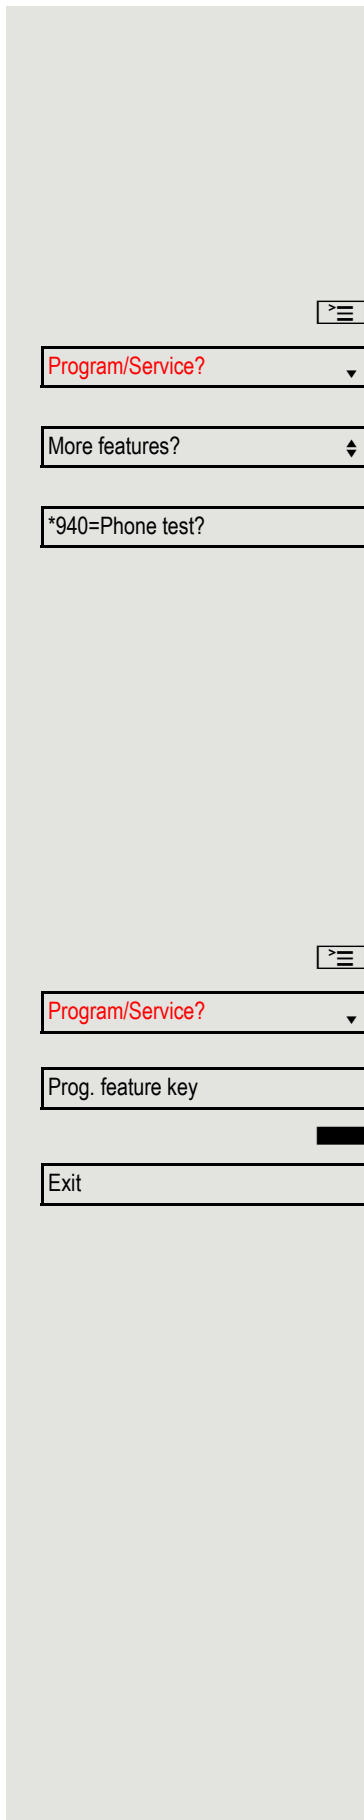 Program/Service?
More features?
*940=Phone test?
Program/Service?
Prog. feature key
Exit